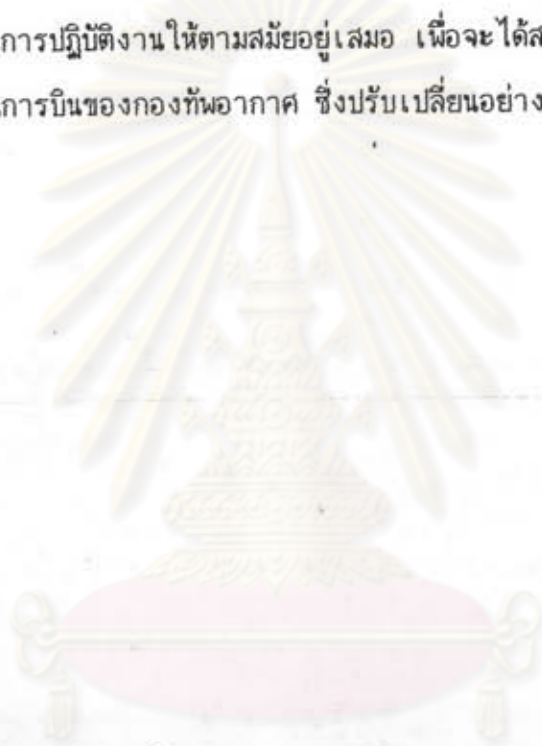 การปฏิบัติงานให้ตามสมัยอยู่เสมอ เพื่อจะได้ส
การบินของกองทัพอากาศ ซึ่งปรับเปลี่ยนอย่าง